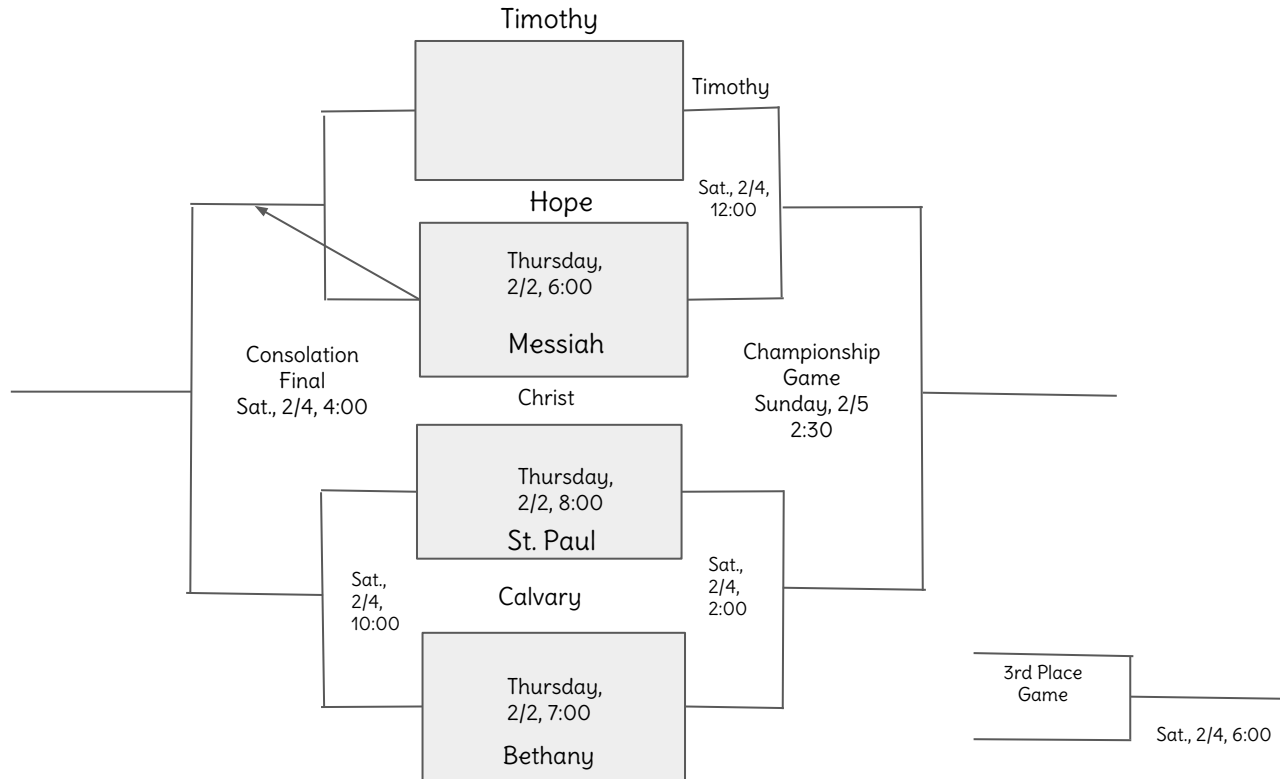 Timothy
Timothy
Sat., 2/4,
12:00
Hope
Thursday,
2/2, 6:00
Messiah
Consolation
Final
Sat., 2/4, 4:00
Championship
Game
Sunday, 2/5
2:30
Christ
Thursday,
2/2, 8:00
St. Paul
Sat.,
2/4,
10:00
Calvary
Sat.,
2/4,
2:00
Thursday,
2/2, 7:00
Bethany
3rd Place
Game
Sat., 2/4, 6:00